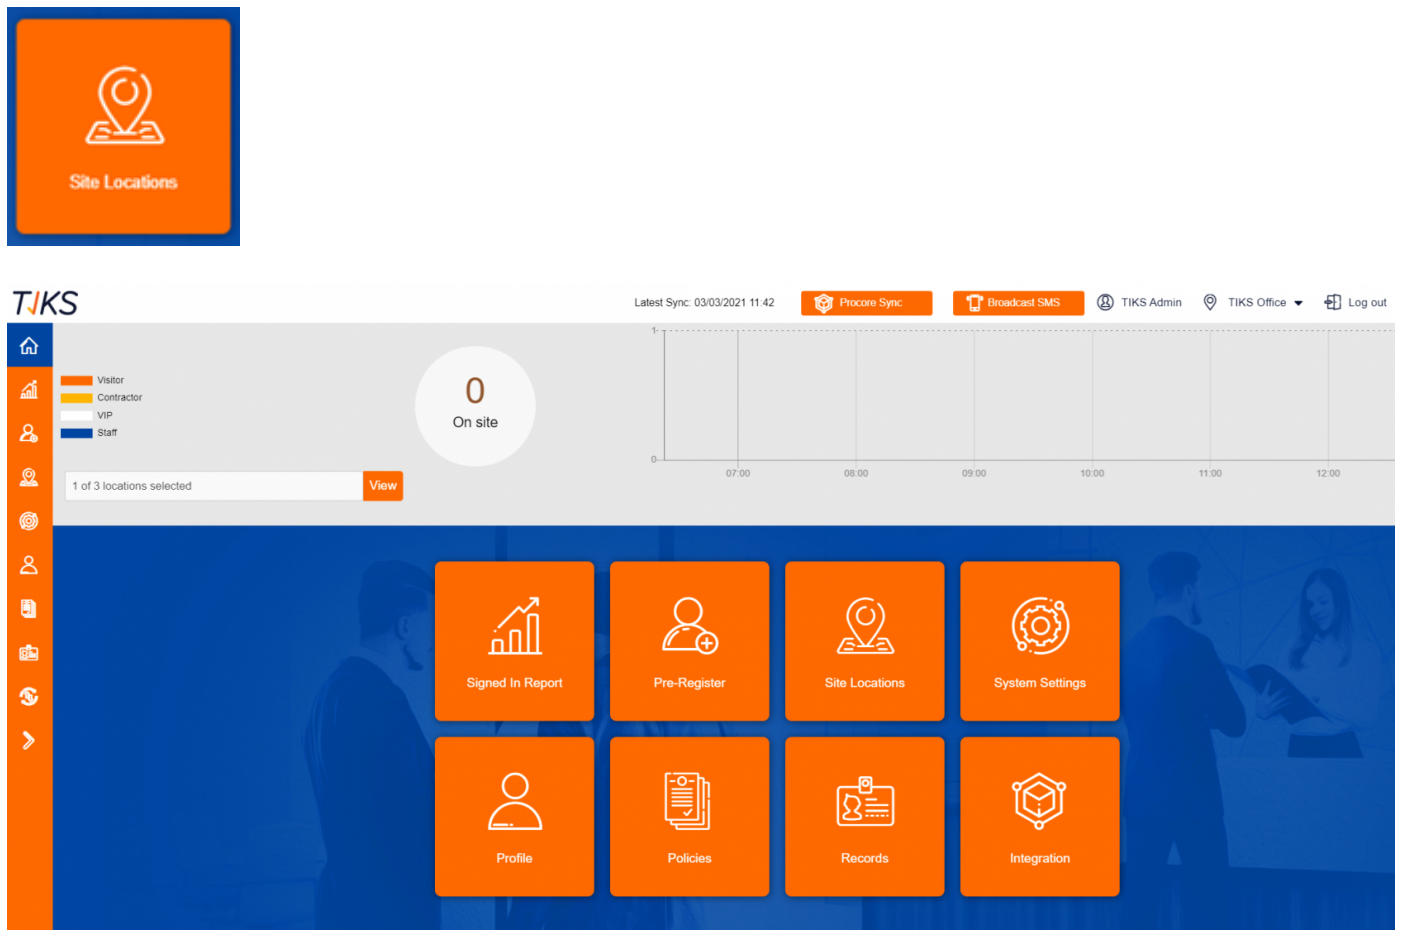 Site Locations
TIKS
Latest Sync: 03/03/2021 11:42
Procore Sync
Broadcast SMS
TIKS Admin
TIKS Office
Log out
Visitor
Contractor
VIP
Staff
0
On site
1 of 3 locations selected
View
1
0
07:00 08:00 09:00 10:00 11:00 12:00
Signed In Report
Pre-Register
Site Locations
System Settings
Profile
Policies
Records
Integration